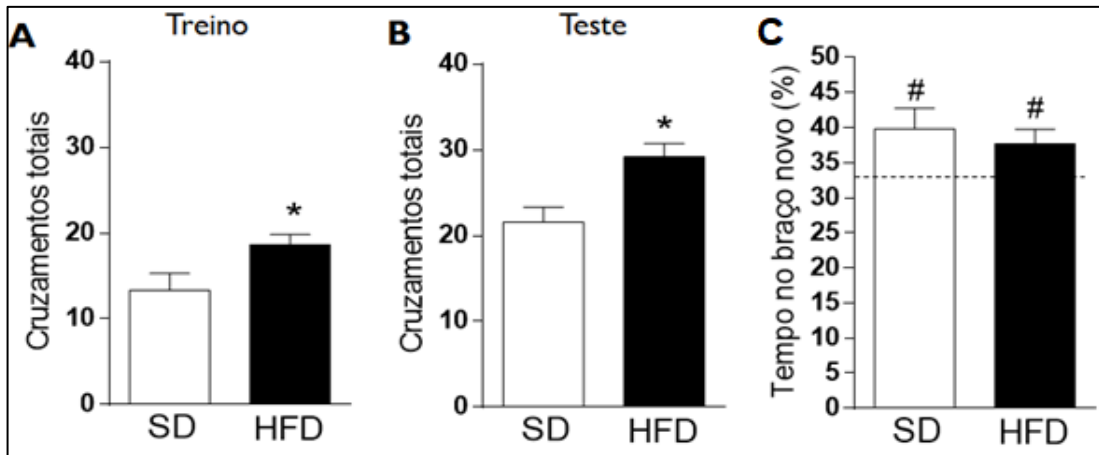 A
Treino
Cruzamentos totais
40
30
20
10
0
*
SD
HFD
B
Teste
Cruzamentos totais
40
30
20
10
0
*
SD
HFD
C
Tempo no braço novo (%)
50
45
40
35
30
25
20
15
10
5
0
#
#
SD
HFD